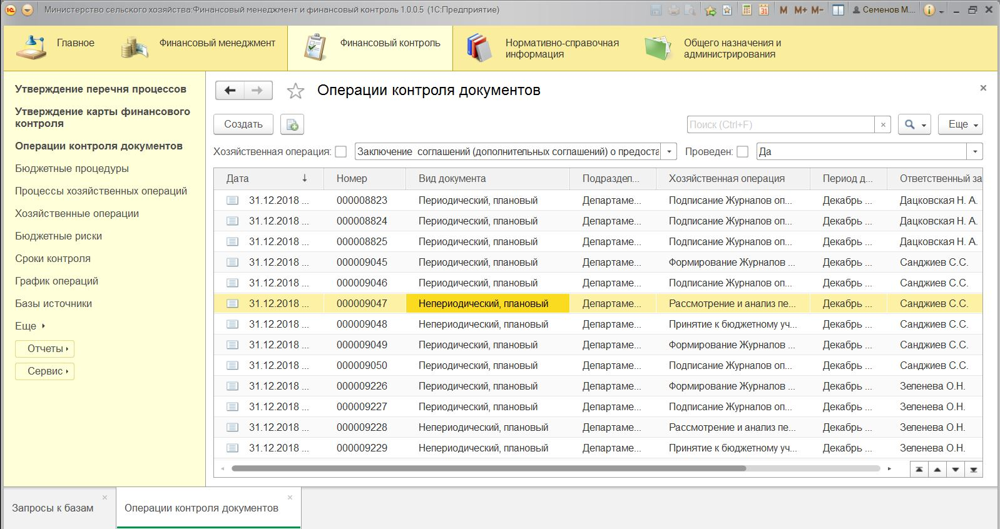 Министерство сельского хозяйства:Финансовый менеджмент и финансовый контроль 1.0.0.5 (1С:Предприятие)
M M+ M- Семенов М....
Главное
Финансовый менеджмент
Финансовый контроль
Нормативно-справочная
информация
Общего назначения и
администрирования
Утверждение перечня процессов
Утверждение карты финансового
контроля
Операции контроля документов
Бюджетные процедуры
Процессы хозяйственных операций
Хозяйственные операции
Бюджетные риски
Сроки контроля
График операций
Базы источники
Еще
Отчеты
Сервис
Операции контроля документов
Создать
Поиск (Ctrl+F)
Еще
Хозяйственная операция: Заключение соглашений (дополнительных соглашений) о предоста Проведен: Да
Дата Номер Вид документа Подраздел... Хозяйственная операция Период д... Ответственный за
31.12.2018 ... 000008823 Периодический, плановый Департаме... Подписание Журналов оп... Декабрь ... Дацковская Н. А.
31.12.2018 ... 000008824 Периодический, плановый Департаме... Подписание Журналов оп... Декабрь ... Дацковская Н. А.
31.12.2018 ... 000008825 Периодический, плановый Департаме... Подписание Журналов оп... Декабрь ... Дацковская Н. А.
31.12.2018 ... 000009045 Периодический, плановый Департаме... Формирование Журналов ... Декабрь ... Санджиев С.С.
31.12.2018 ... 000009046 Периодический, плановый Департаме... Подписание Журналов оп... Декабрь ... Санджиев С.С.
31.12.2018 ... 000009047 Непериодический, плановый Департаме... Рассмотрение и анализ пе... Декабрь ... Санджиев С.С.
31.12.2018 ... 000009048 Непериодический, плановый Департаме... Принятие к бюджетному уч... Декабрь ... Санджиев С.С.
31.12.2018 ... 000009049 Периодический, плановый Департаме... Формирование Журналов ... Декабрь ... Санджиев С.С.
31.12.2018 ... 000009050 Периодический, плановый Департаме... Подписание Журналов оп... Декабрь ... Санджиев С.С.
31.12.2018 ... 000009226 Периодический, плановый Департаме... Формирование Журналов ... Декабрь ... Зеленева О.Н.
31.12.2018 ... 000009227 Периодический, плановый Департаме... Подписание Журналов оп... Декабрь ... Зеленева О.Н.
31.12.2018 ... 000009228 Непериодический, плановый Департаме... Рассмотрение и анализ пе... Декабрь ... Зеленева О.Н.
31.12.2018 ... 000009229 Непериодический, плановый Департаме... Принятие к бюджетному уч... Декабрь ... Зеленева О.Н.
Запросы к базам
Операции контроля документов